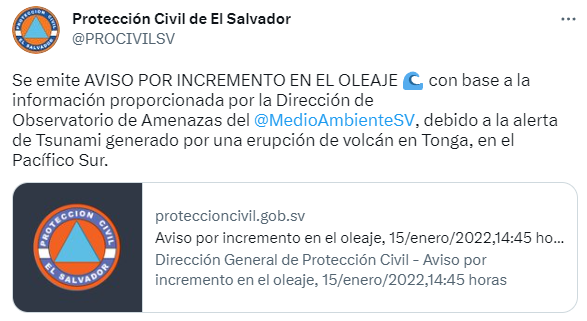 Protección Civil de El Salvador
@PROCIVILSV
Se emite AVISO POR INCREMENTO EN EL OLEAJE 🌊 con base a la
información proporcionada por la Dirección de
Observatorio de Amenazas del @MedioAmbienteSV, debido a la alerta
de Tsunami generado por una erupción de volcán en Tonga, en el
Pacífico Sur.
PROTECCION CIVIL
EL SALVADOR
proteccioncivil.gob.sv
Aviso por incremento en el oleaje, 15/enero/2022,14:45 ho...
Dirección General de Protección Civil - Aviso por
incremento en el oleaje, 15/enero/2022,14:45 horas